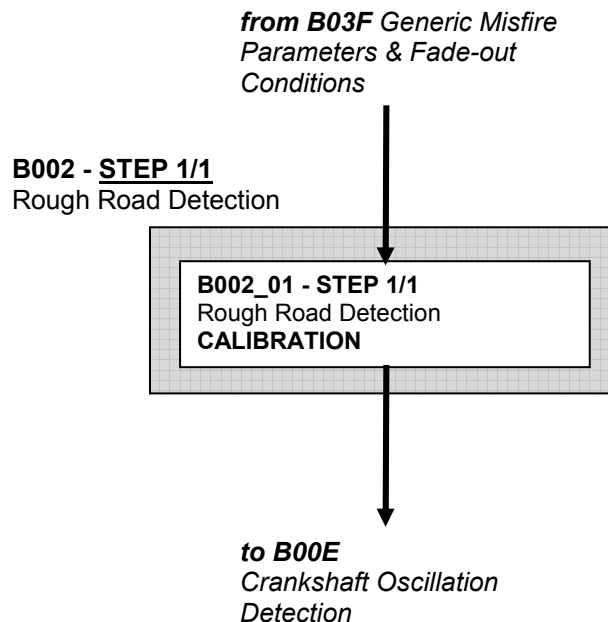 from B03F Generic Misfire
Parameters & Fade-out
Conditions
B002 - STEP 1/1
Rough Road Detection
B002_01 - STEP 1/1
Rough Road Detection
CALIBRATION
to B00E
Crankshaft Oscillation
Detection